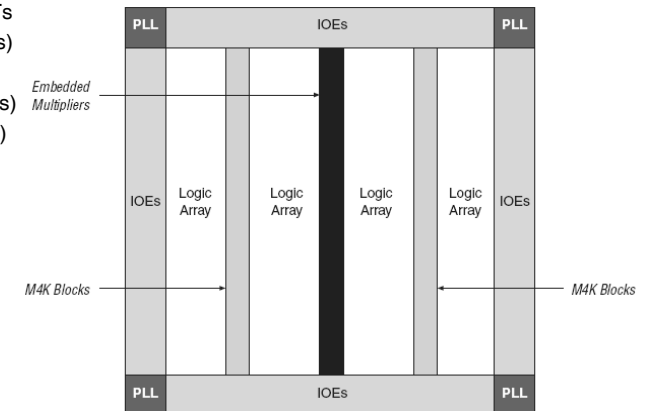 s)
s)
)
PLL
IOEs
PLL
Embedded
Multipliers
IOEs
Logic
Array
Logic
Array
Logic
Array
Logic
Array
IOEs
M4K Blocks
M4K Blocks
PLL
IOEs
PLL